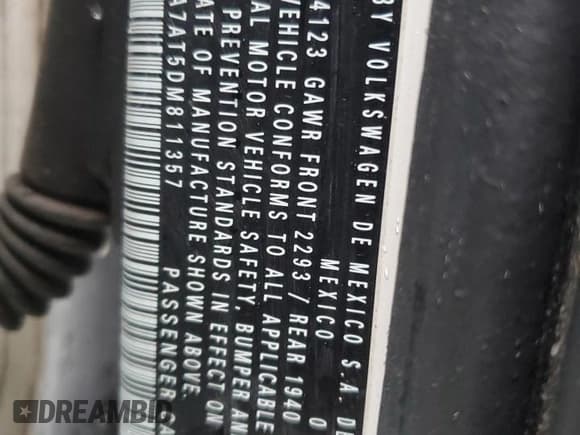 BY VOLKSWAGEN DE MEXICO S.A. DE
MEXICO
4123 GAWR FRONT 2293 / REAR 1940
VEHICLE CONFORMS TO ALL APPLICABLE
AL MOTOR VEHICLE SAFETY, BUMPER AN
PREVENTION STANDARDS IN EFFECT ON
ATE OF MANUFACTURE SHOWN ABOVE.
A7AT5DM811357 PASSENGER CA
DREAMBID